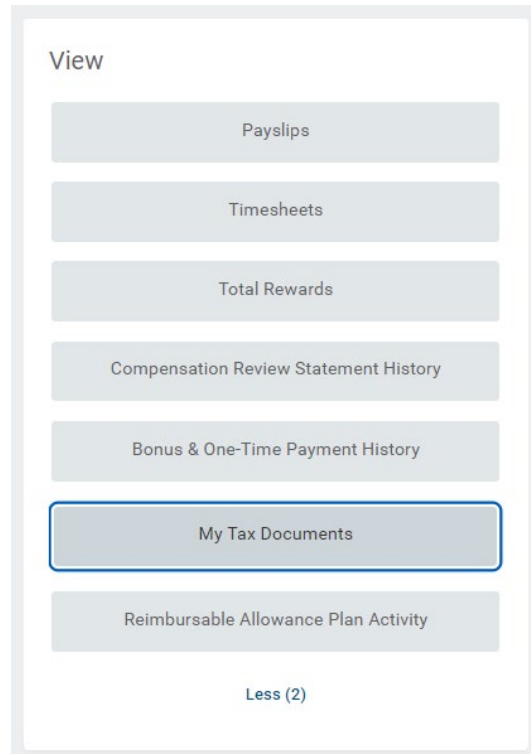 View
Payslips
Timesheets
Total Rewards
Compensation Review Statement History
Bonus & One-Time Payment History
My Tax Documents
Reimbursable Allowance Plan Activity
Less (2)